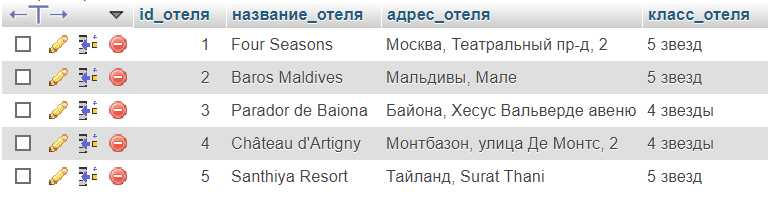 id_отеля название_отеля адрес_отеля класс_отеля
1 Four Seasons Москва, Театральный пр-д, 2 5 звезд
2 Baros Maldives Мальдивы, Мале 5 звезд
3 Parador de Baiona Байона, Хесус Вальверде авеню 4 звезды
4 Château d'Artigny Монтбазон, улица Де Монтс, 2 4 звезды
5 Santhiya Resort Тайланд, Surat Thani 5 звезд